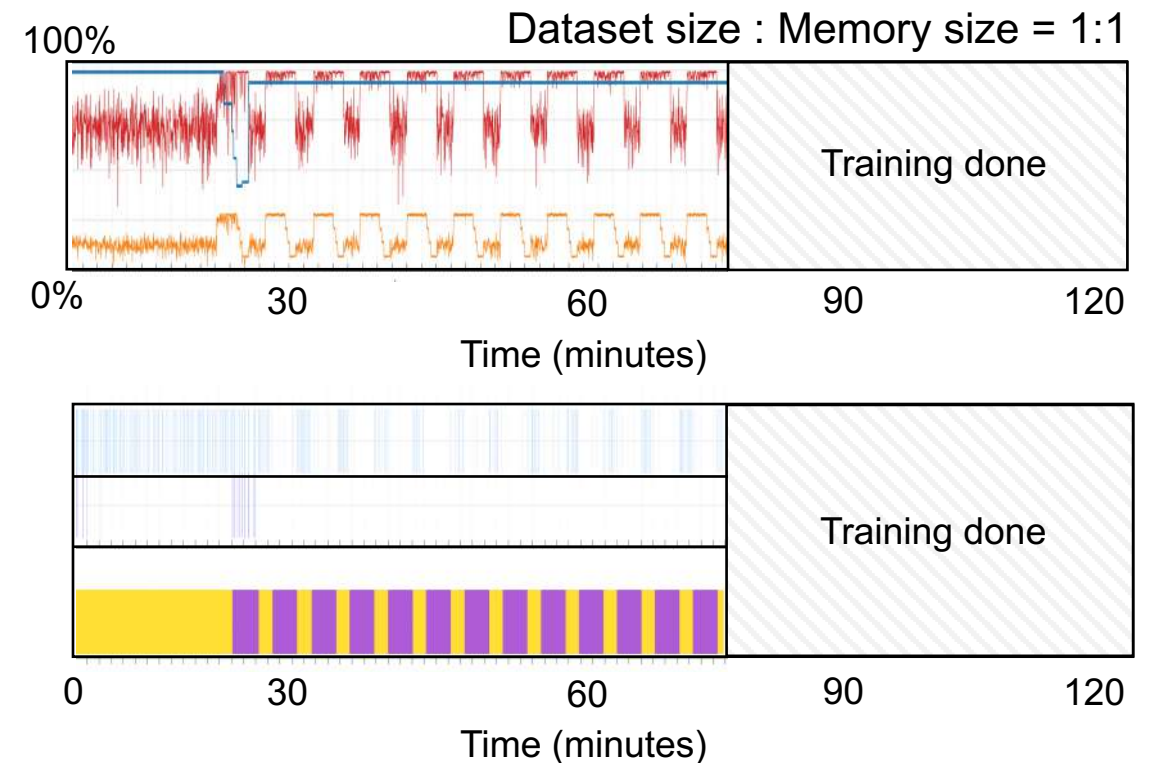 Dataset size : Memory size = 1:1
100%
Training done
0%
30
60
90
120
Time (minutes)
Training done
0
30
60
90
120
Time (minutes)